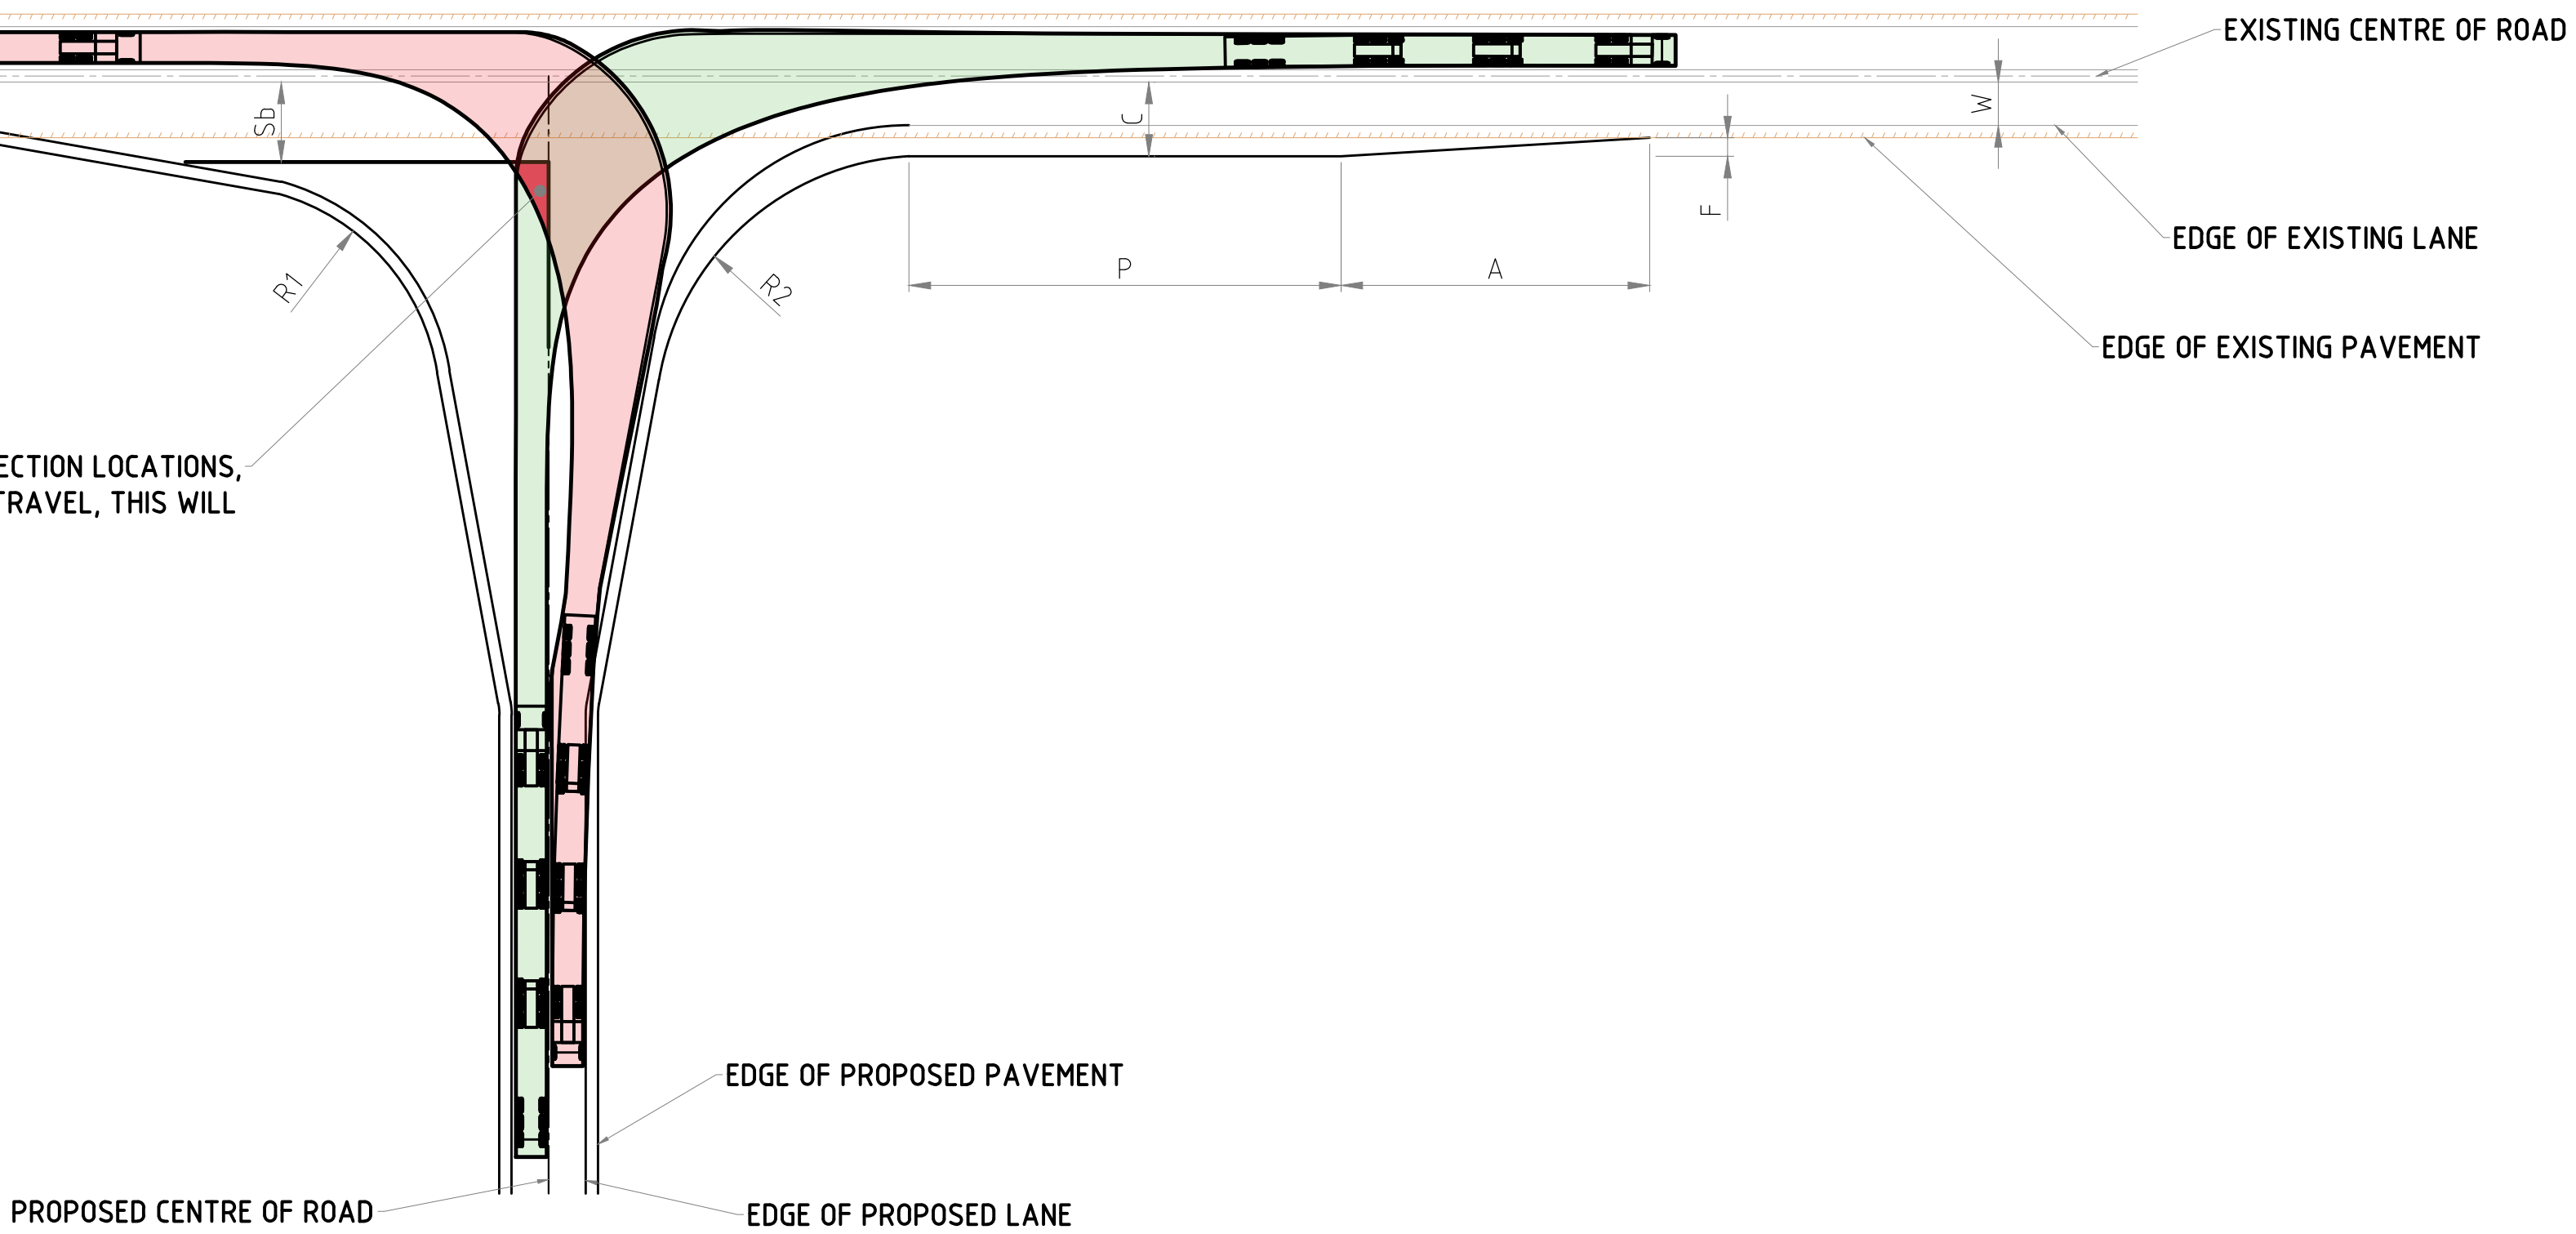 EXISTING CENTRE OF ROAD
Sb
C
W
F
EDGE OF EXISTING LANE
P
A
R1
R2
EDGE OF EXISTING PAVEMENT
ECTION LOCATIONS,
TRAVEL, THIS WILL
EDGE OF PROPOSED PAVEMENT
PROPOSED CENTRE OF ROAD
EDGE OF PROPOSED LANE